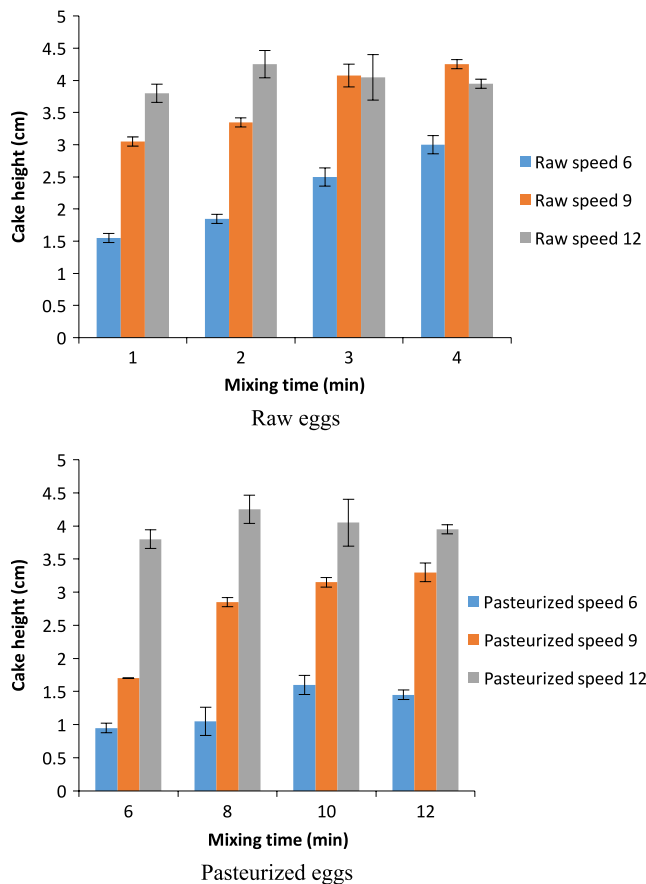 5
4.5
4
3.5
3
2.5
2
1.5
1
0.5
0
Cake height (cm)
1 2 3 4
Mixing time (min)
Raw speed 6
Raw speed 9
Raw speed 12
Raw eggs
5
4.5
4
3.5
3
2.5
2
1.5
1
0.5
0
Cake height (cm)
6 8 10 12
Mixing time (min)
Pasteurized speed 6
Pasteurized speed 9
Pasteurized speed 12
Pasteurized eggs